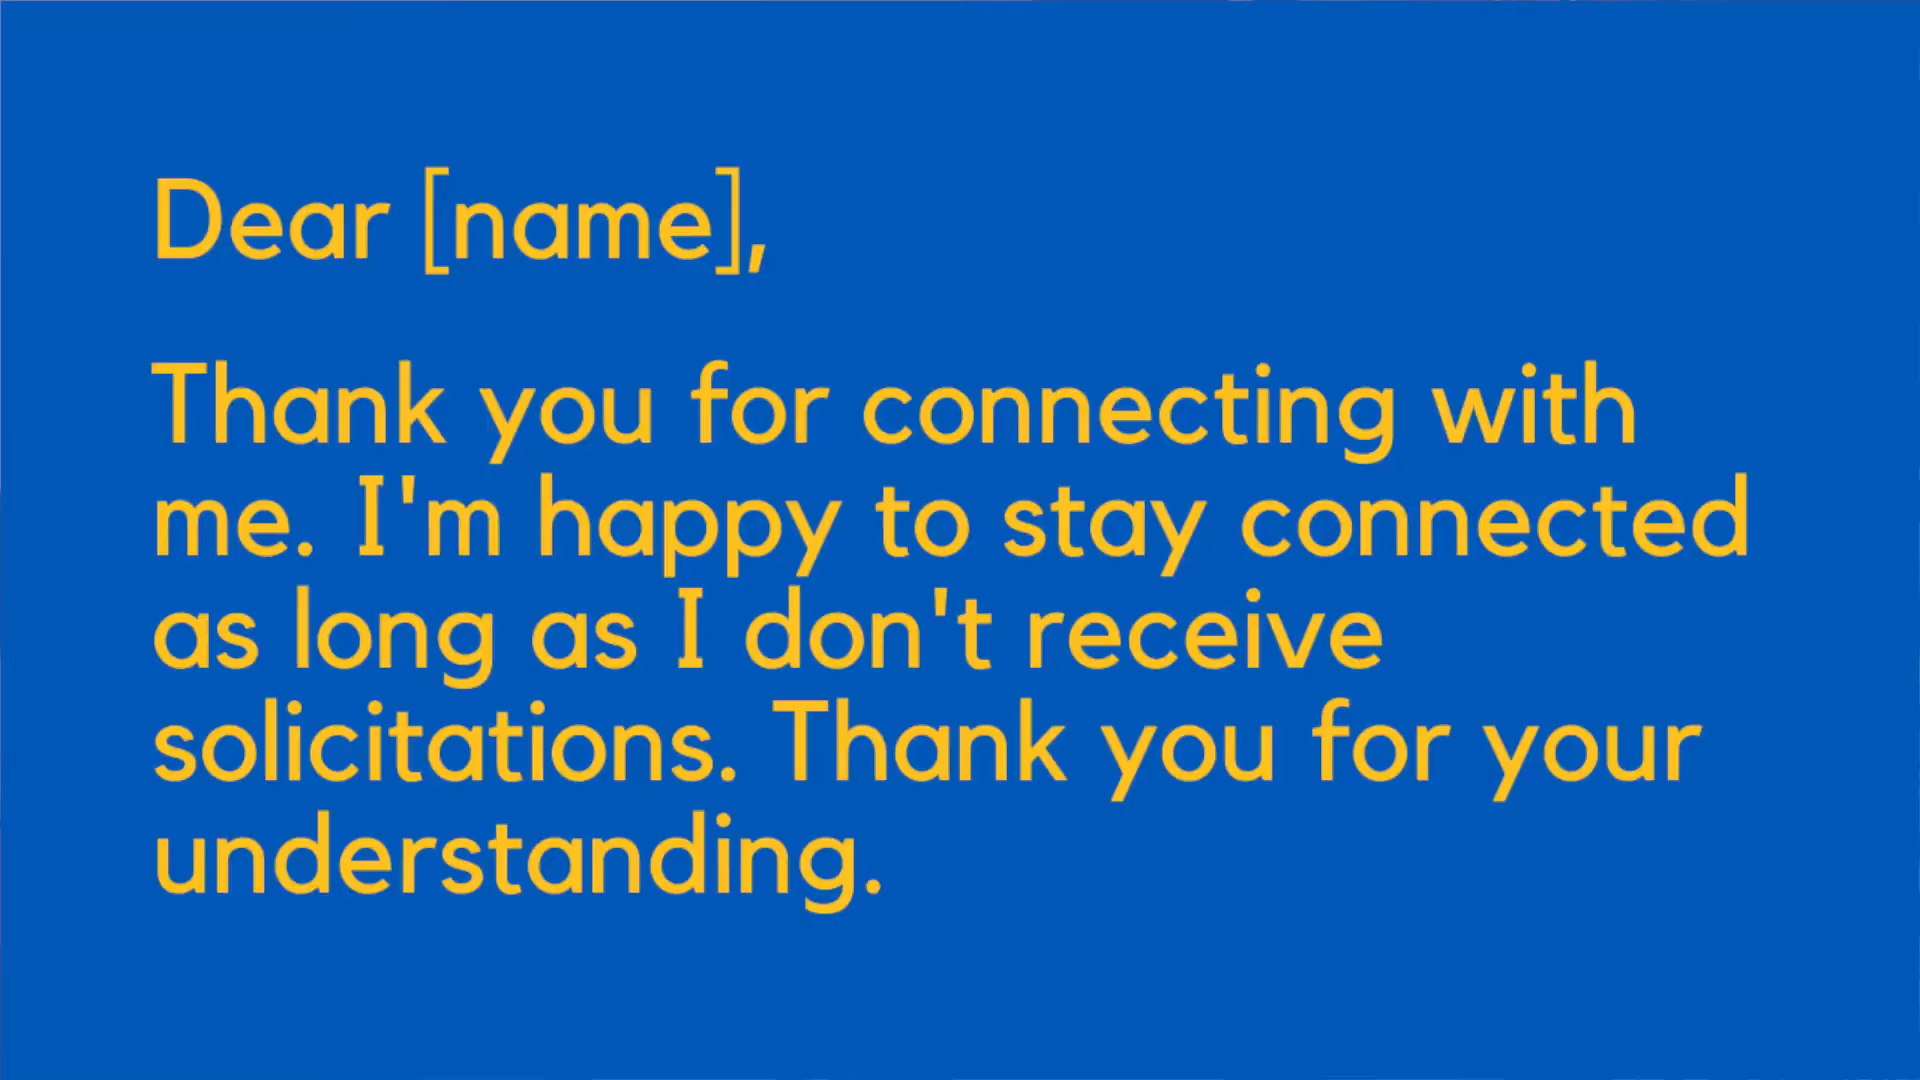 Dear [name],
Thank you for connecting with
me. I'm happy to stay connected
as long as I don't receive
solicitations. Thank you for your
understanding.